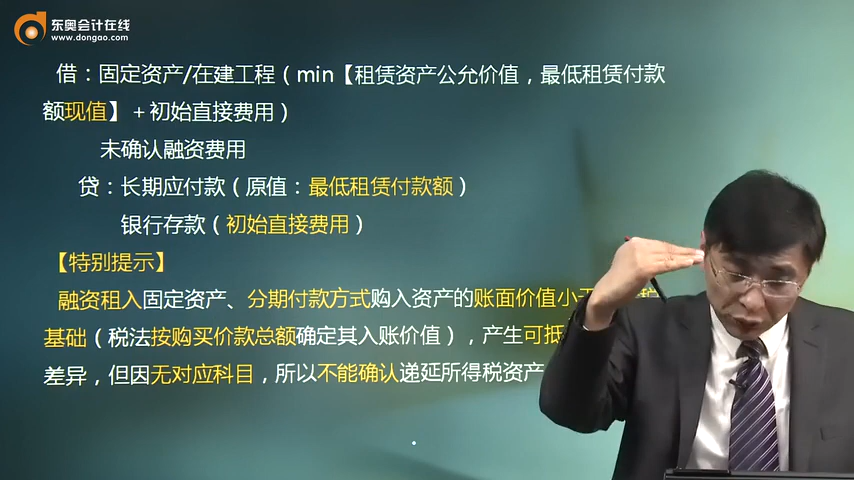 东奥会计在线
www.dongao.com
借：固定资产/在建工程（min【租赁资产公允价值，最低租赁付款
额现值】＋初始直接费用）
未确认融资费用
贷：长期应付款（原值：最低租赁付款额）
银行存款（初始直接费用）
【特别提示】
融资租入固定资产、分期付款方式购入资产的账面价值小于
基础（税法按购买价款总额确定其入账价值），产生可抵
差异，但因无对应科目，所以不能确认递延所得税资产